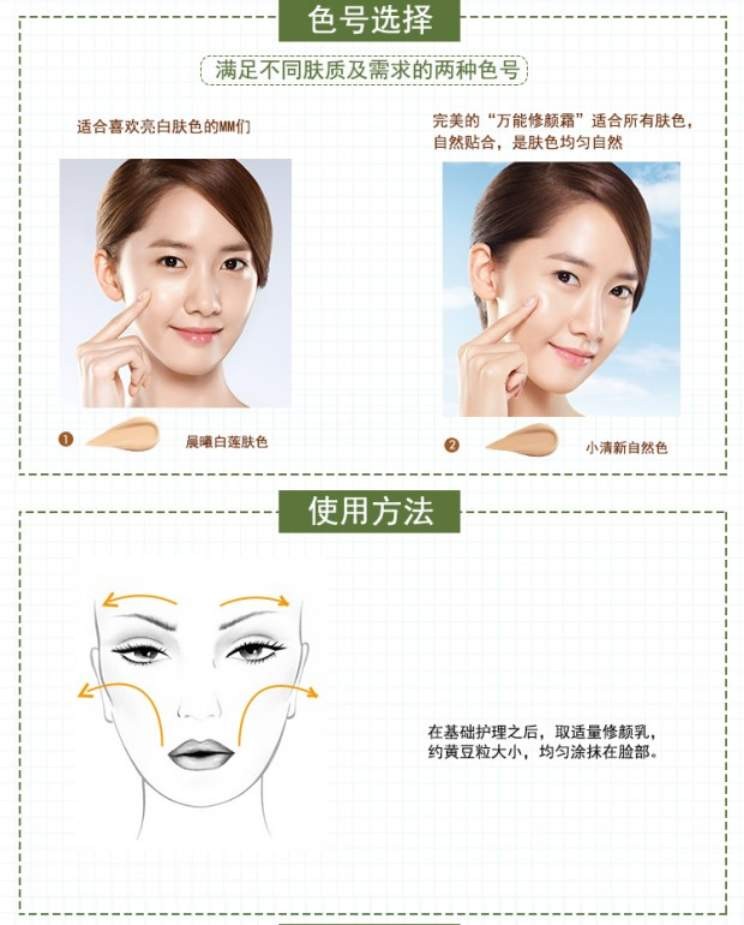 色号选择
满足不同肤质及需求的两种色号
适合喜欢亮白肤色的MM们
完美的“万能修颜霜”适合所有肤色，
自然贴合，是肤色均匀自然
1 晨曦白莲肤色
2 小清新自然色
使用方法
在基础护理之后，取适量修颜乳，
约黄豆粒大小，均匀涂抹在脸部。